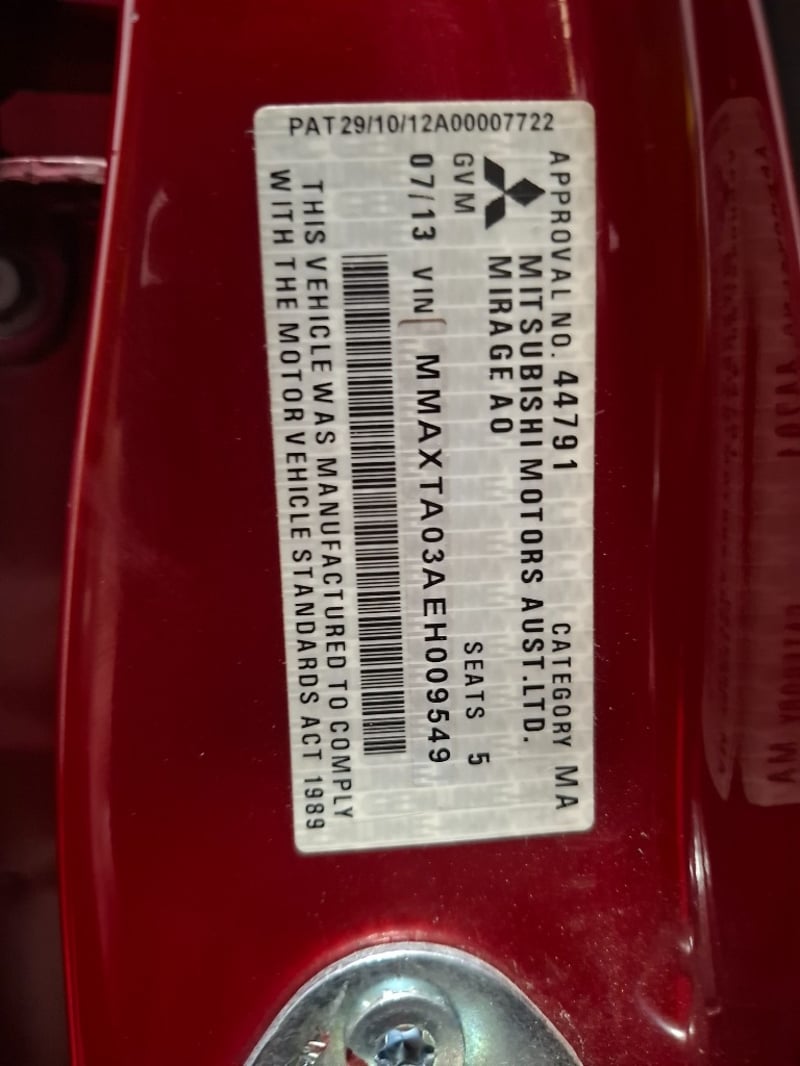 PAT 29/10/12A00007722
APPROVAL NO. 44791 CATEGORY MA
MITSUBISHI MOTORS AUST.LTD.
MIRAGE A0
GVM SEATS 5
07/13 VIN MMAXTA03AEH009549
THIS VEHICLE WAS MANUFACTURED TO COMPLY
WITH THE MOTOR VEHICLE STANDARDS ACT 1989